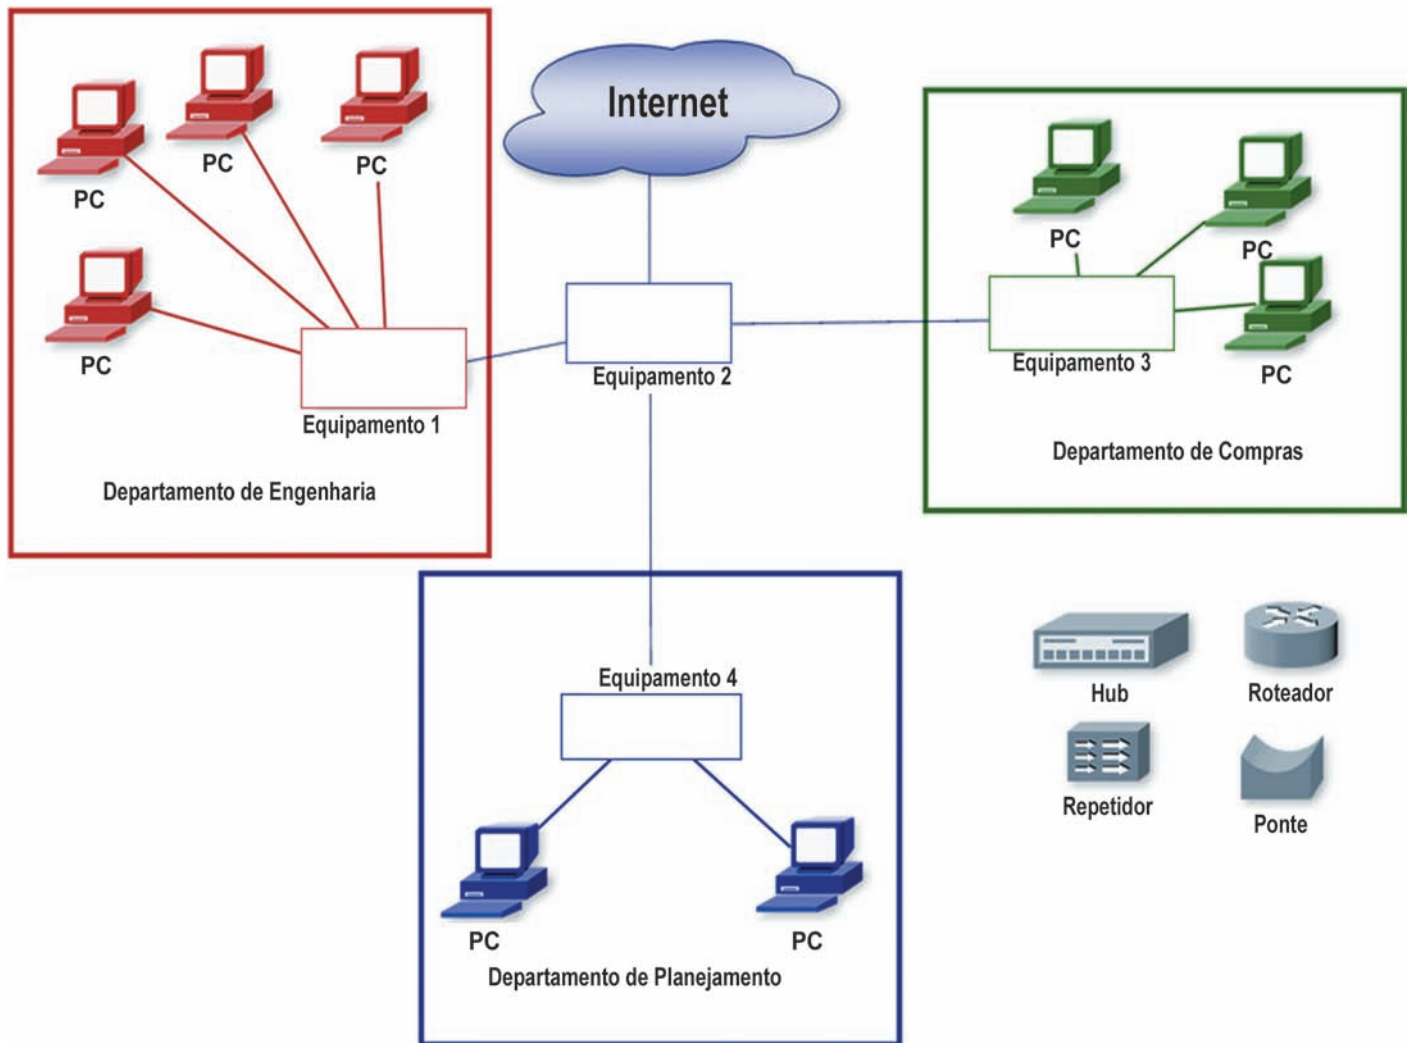 Internet
PC
PC
PC
PC
Equipamento 1
Departamento de Engenharia
Equipamento 2
PC
PC
PC
Equipamento 3
Departamento de Compras
Equipamento 4
PC
PC
Departamento de Planejamento
Hub
Roteador
Repetidor
Ponte